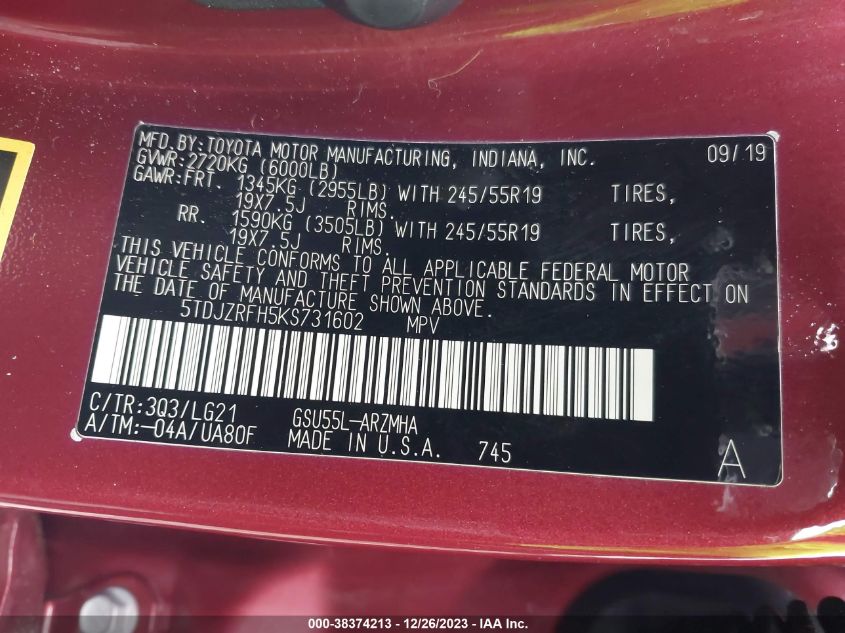 MFD.BY:TOYOTA MOTOR MANUFACTURING, INDIANA, INC. 09/19
GVWR:2720KG (6000LB)
GAWR:FRT. 1345KG (2955LB) WITH 245/55R19 TIRES,
19X7.5J RIMS.
RR. 1590KG (3505LB) WITH 245/55R19 TIRES,
19X7.5J RIMS.
THIS VEHICLE CONFORMS TO ALL APPLICABLE FEDERAL MOTOR
VEHICLE SAFETY AND THEFT PREVENTION STANDARDS IN EFFECT ON
THE DATE OF MANUFACTURE SHOWN ABOVE.
5TDJZRFH5KS731602 MPV
C/TR:3Q3/LG21 GSU55L-ARZMHA
A/TM:-04A/UA80F MADE IN U.S.A. 745 A
000-38374213 - 12/26/2023 - IAA Inc.